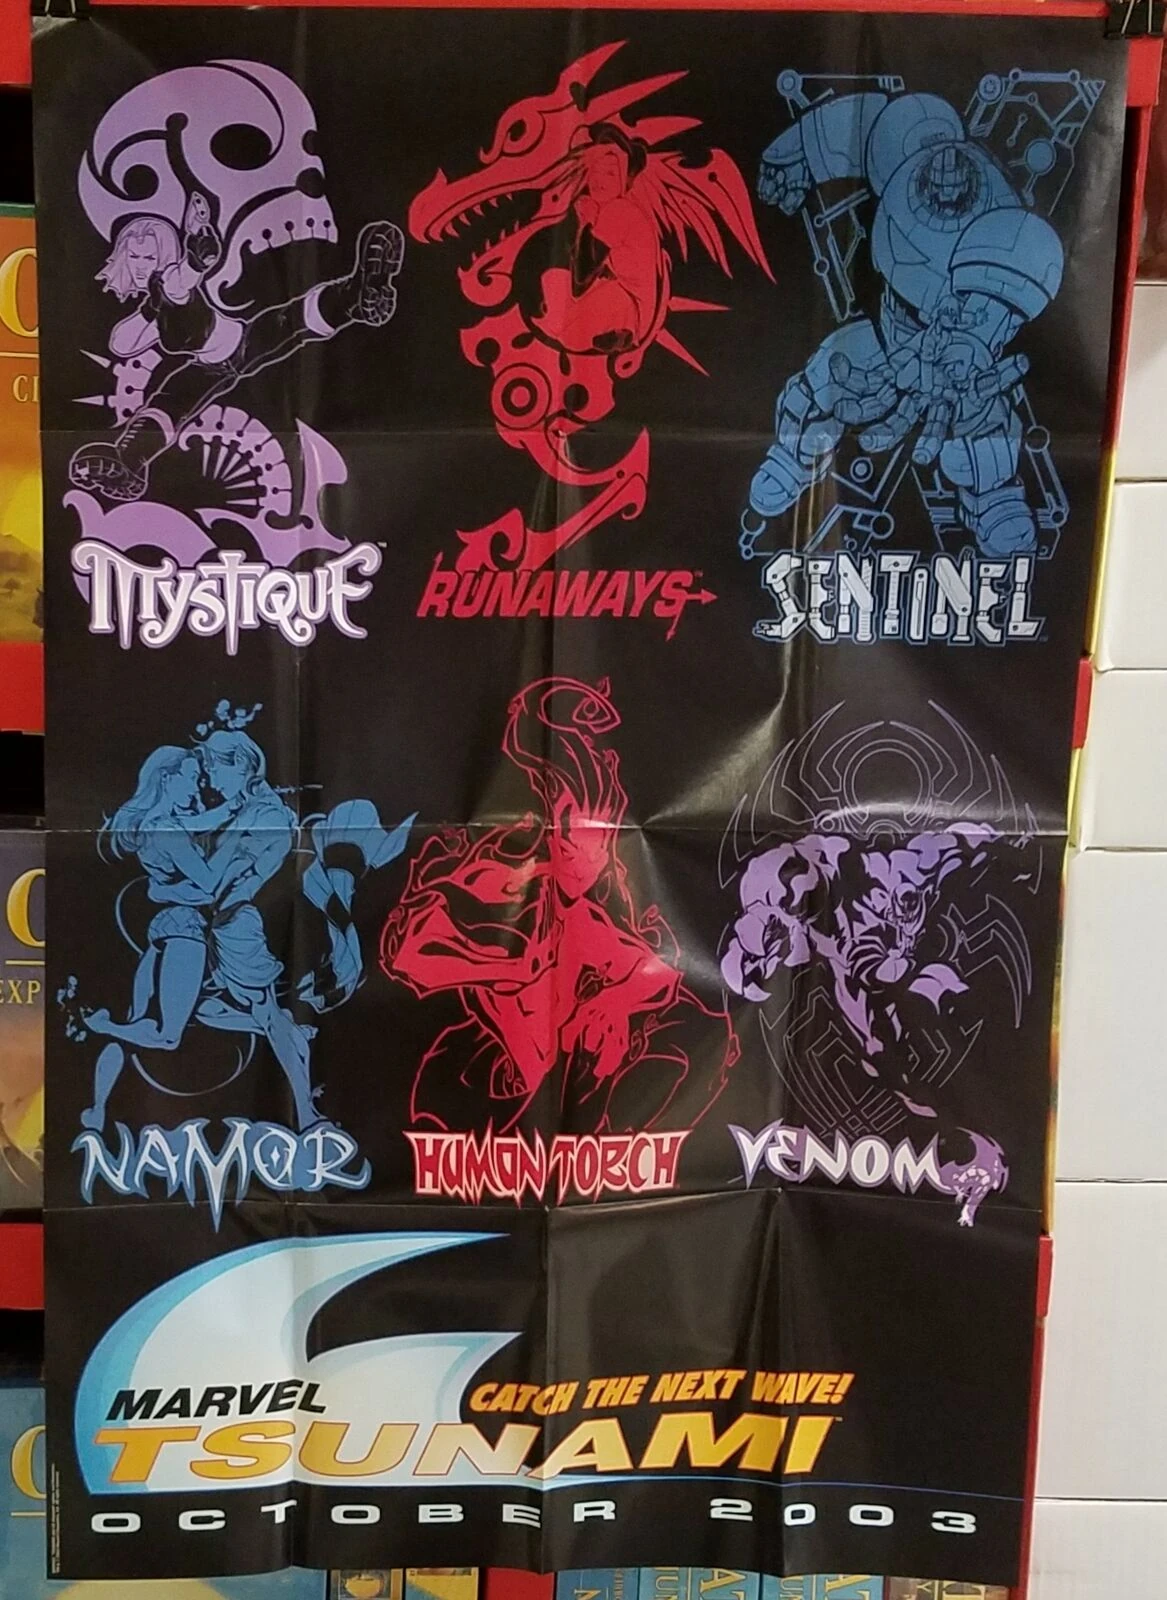 MYSTIQUE
RUNAWAYS
SENTINEL
NAMOR
HUMAN TORCH
VENOM
MARVEL
CATCH THE NEXT WAVE!
TSUNAMI
OCTOBER 2003